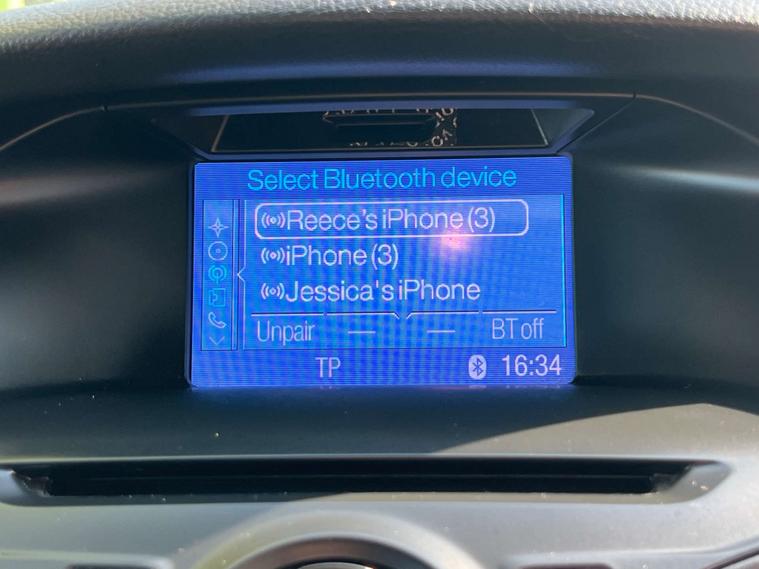 Select Bluetooth device
Reece's iPhone (3)
iPhone (3)
Jessica's iPhone
Unpair — — BT off
TP 16:34